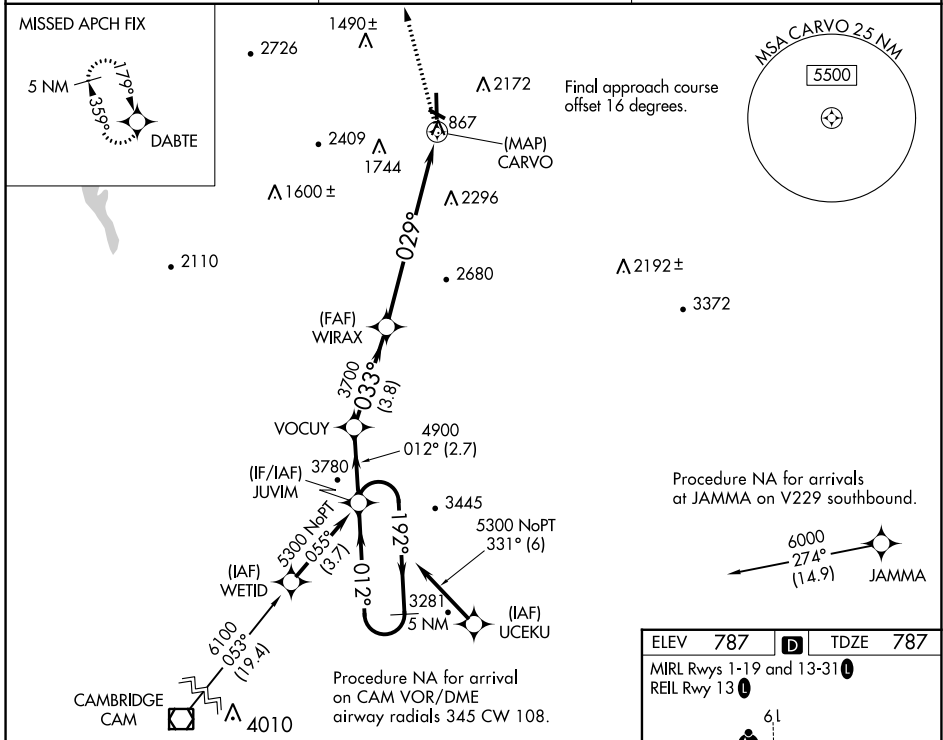 MISSED APCH FIX
5 NM
179°
359°
DABTE
2726
1490±
2172
867
(MAP)
CARVO
2409
1744
1600±
2296
2110
2680
2192±
3372
Final approach course
offset 16 degrees.
MSA CARVO 25 NM
5500
029°
(FAF)
WIRAX
3700
033°
(3.8)
VOCUY
4900
012° (2.7)
(IF/IAF)
JUVIM
3780
3445
5300 NoPT
055°
(3.7)
192°
012°
5300 NoPT
331° (6)
(IAF)
WETID
3281
5 NM
(IAF)
UCEKU
6100
053°
(19.4)
CAMBRIDGE
CAM
4010
Procedure NA for arrival
on CAM VOR/DME
airway radials 345 CW 108.
Procedure NA for arrivals
at JAMMA on V229 southbound.
6000
274°
(14.9)
JAMMA
ELEV 787 D TDZE 787
MIRL Rwys 1-19 and 13-31 L
REIL Rwy 13 L
19